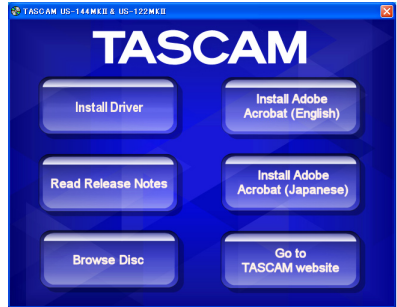 TASCAM US-144MKII & US-122MKII
TASCAM
Install Driver
Install Adobe
Acrobat (English)
Read Release Notes
Install Adobe
Acrobat (Japanese)
Browse Disc
Go to
TASCAM website